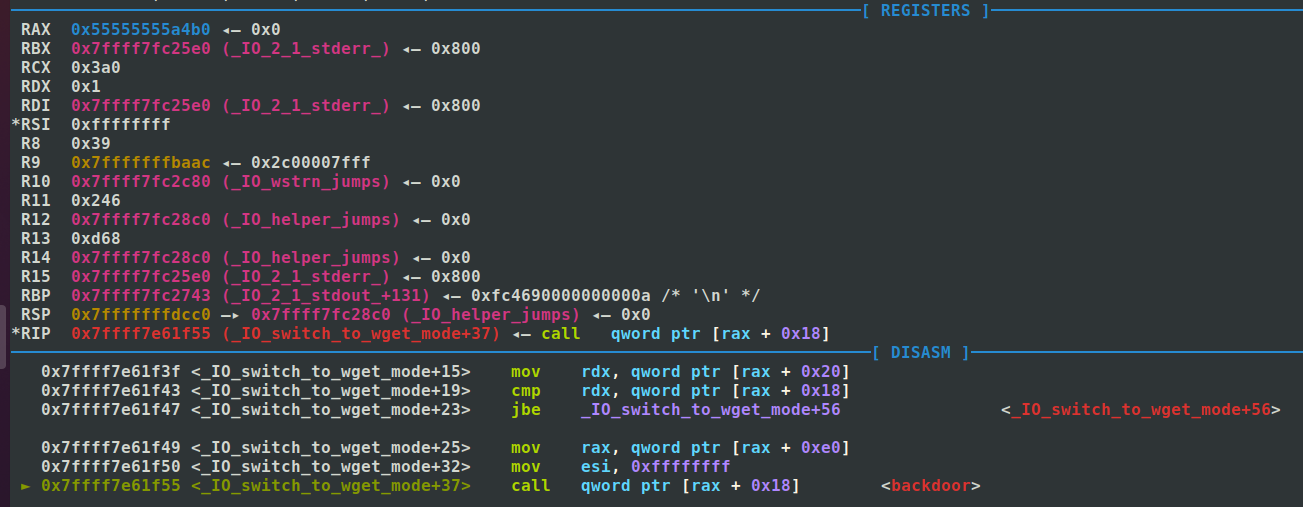 [ REGISTERS ]
RAX 0x55555555a4b0 ◂— 0x0
RBX 0x7ffff7fc25e0 (_IO_2_1_stderr_) ◂— 0x800
RCX 0x3a0
RDX 0x1
RDI 0x7ffff7fc25e0 (_IO_2_1_stderr_) ◂— 0x800
*RSI 0xffffffff
R8 0x39
R9 0x7fffffffbaac ◂— 0x2c00007fff
R10 0x7ffff7fc2c80 (_IO_wstrn_jumps) ◂— 0x0
R11 0x246
R12 0x7ffff7fc28c0 (_IO_helper_jumps) ◂— 0x0
R13 0xd68
R14 0x7ffff7fc28c0 (_IO_helper_jumps) ◂— 0x0
R15 0x7ffff7fc25e0 (_IO_2_1_stderr_) ◂— 0x800
RBP 0x7ffff7fc2743 (_IO_2_1_stdout_+131) ◂— 0xfc4690000000000a /* '\n' */
RSP 0x7fffffffdcc0 —▸ 0x7ffff7fc28c0 (_IO_helper_jumps) ◂— 0x0
*RIP 0x7ffff7e61f55 (_IO_switch_to_wget_mode+37) ◂— call qword ptr [rax + 0x18]
[ DISASM ]
0x7ffff7e61f3f <_IO_switch_to_wget_mode+15> mov rdx, qword ptr [rax + 0x20]
0x7ffff7e61f43 <_IO_switch_to_wget_mode+19> cmp rdx, qword ptr [rax + 0x18]
0x7ffff7e61f47 <_IO_switch_to_wget_mode+23> jbe _IO_switch_to_wget_mode+56 <_IO_switch_to_wget_mode+56>
0x7ffff7e61f49 <_IO_switch_to_wget_mode+25> mov rax, qword ptr [rax + 0xe0]
0x7ffff7e61f50 <_IO_switch_to_wget_mode+32> mov esi, 0xffffffff
► 0x7ffff7e61f55 <_IO_switch_to_wget_mode+37> call qword ptr [rax + 0x18] <backdoor>